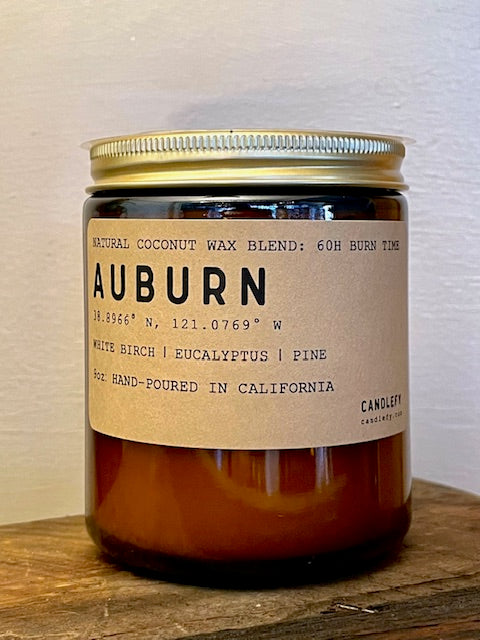 NATURAL COCONUT WAX BLEND: 60H BURN TIME
AUBURN
38.8966° N, 121.0769° W
WHITE BIRCH | EUCALYPTUS | PINE
9oz: HAND-POURED IN CALIFORNIA
CANDLEFY
candlefy.com